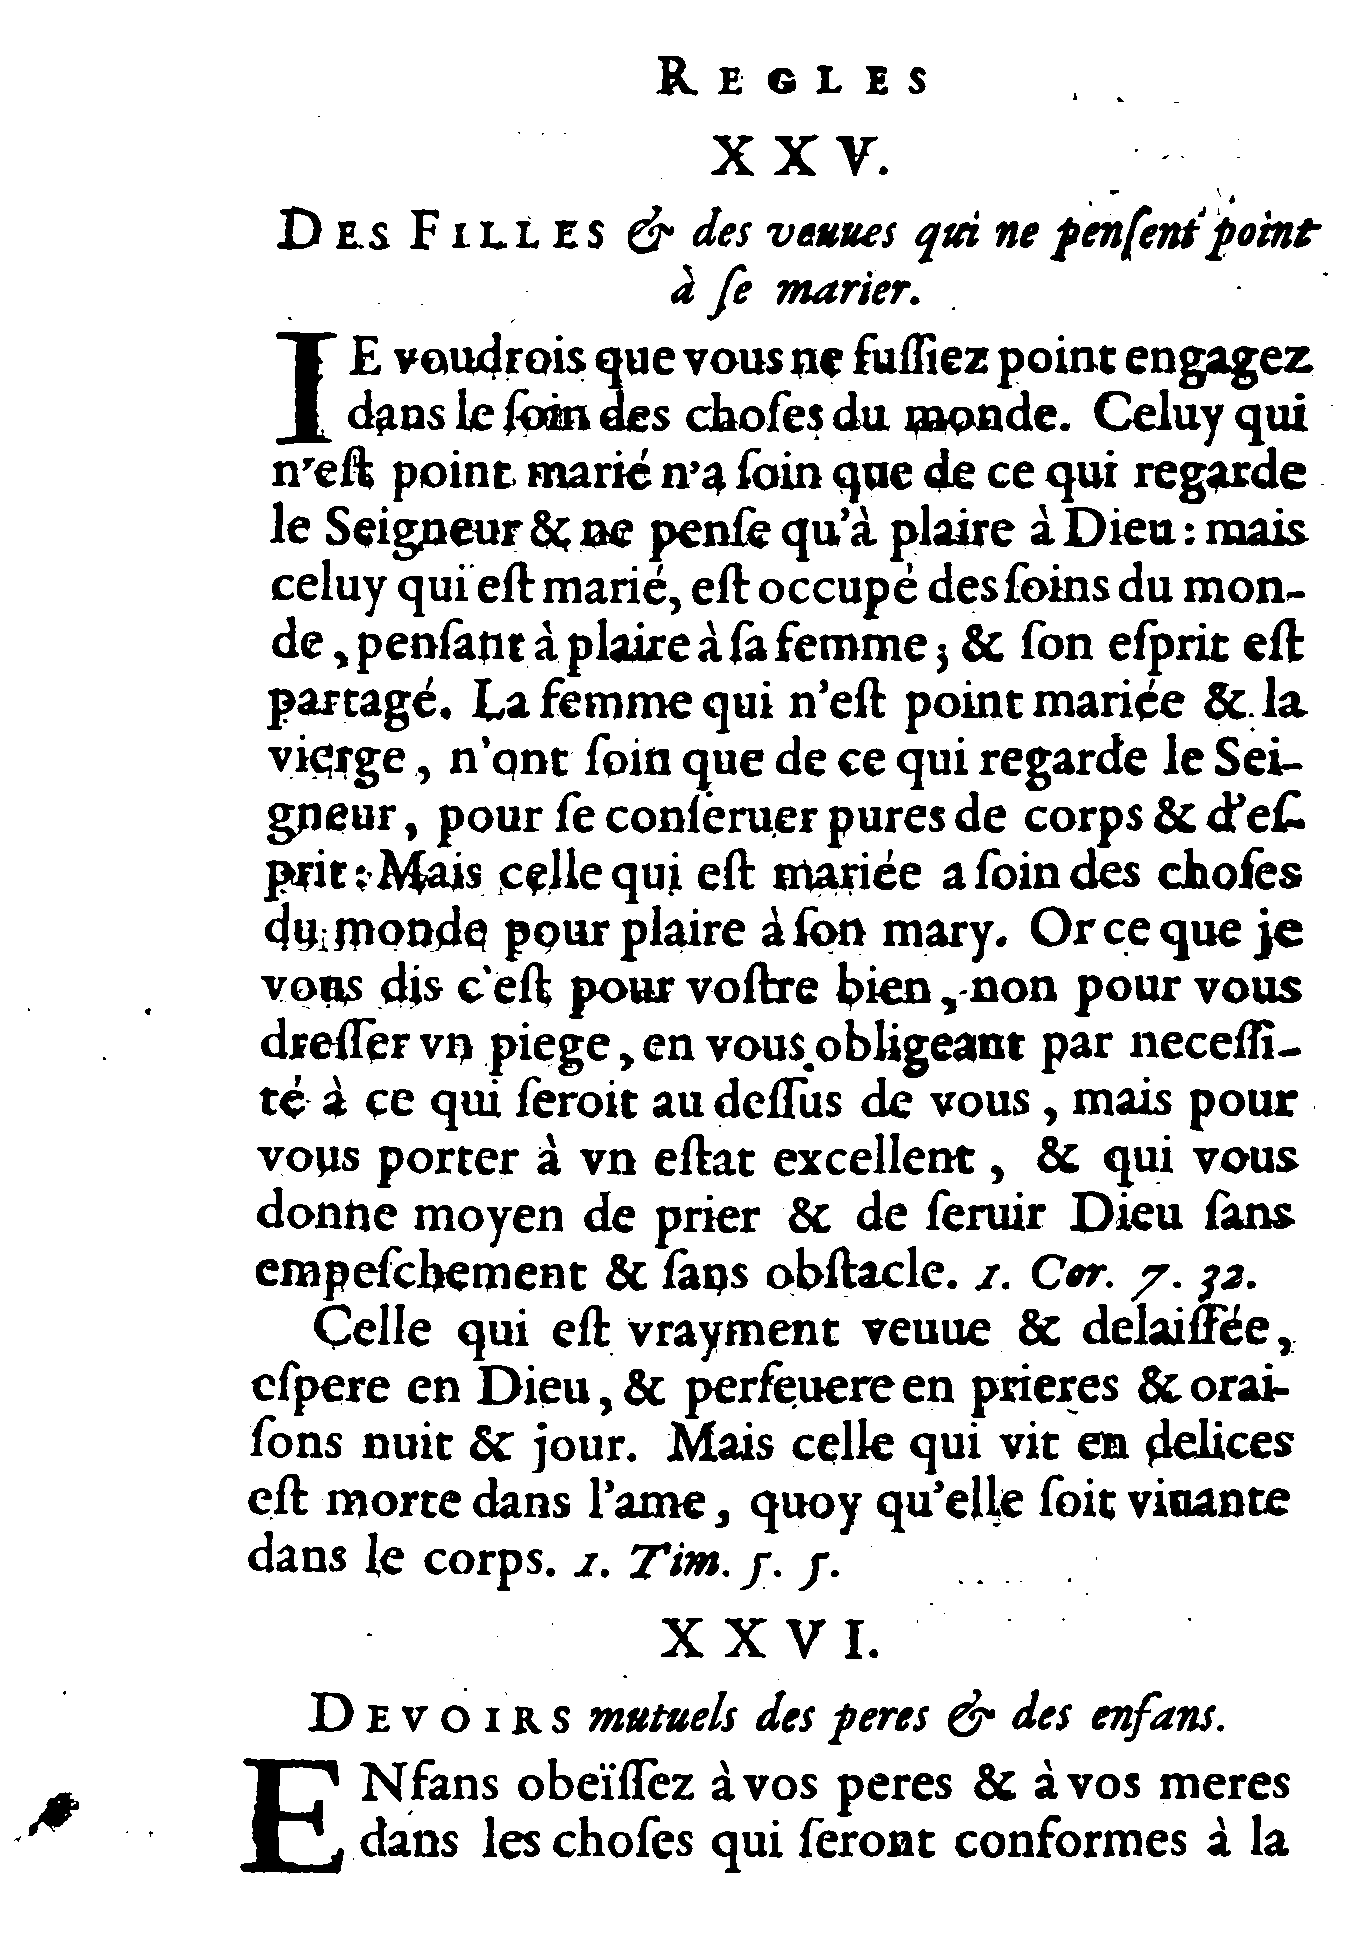 REGLES
XXV.
DES FILLES & des veuues qui ne penſent point
à ſe marier.
IE voudrois que vous ne fuſſiez point engagez
dans le ſoin des choſes du monde. Celuy qui
n'eſt point marié n'a ſoin que de ce qui regarde
le Seigneur & ne penſe qu'à plaire à Dieu : mais
celuy qui eſt marié, eſt occupé des ſoins du mon-
de, penſant à plaire à ſa femme; & ſon eſprit eſt
partagé. La femme qui n'eſt point mariée & la
vierge, n'ont ſoin que de ce qui regarde le Sei-
gneur, pour ſe conſeruer pures de corps & d'eſ-
prit : Mais celle qui eſt mariée a ſoin des choſes
du monde pour plaire à ſon mary. Or ce que je
vous dis c'eſt pour voſtre bien, non pour vous
dreſſer vn piege, en vous obligeant par neceſſi-
té à ce qui ſeroit au deſſus de vous, mais pour
vous porter à vn eſtat excellent, & qui vous
donne moyen de prier & de ſeruir Dieu ſans
empeſchement & ſans obſtacle. 1. Cor. 7. 32.
Celle qui eſt vrayment veuue & delaiſſée,
eſpere en Dieu, & perſeuere en prieres & orai-
ſons nuit & jour. Mais celle qui vit en delices
eſt morte dans l'ame, quoy qu'elle ſoit viuante
dans le corps. 1. Tim. 5. 5.
XXVI.
DEVOIRS mutuels des peres & des enfans.
ENfans obeïſſez à vos peres & à vos meres
dans les choſes qui ſeront conformes à la